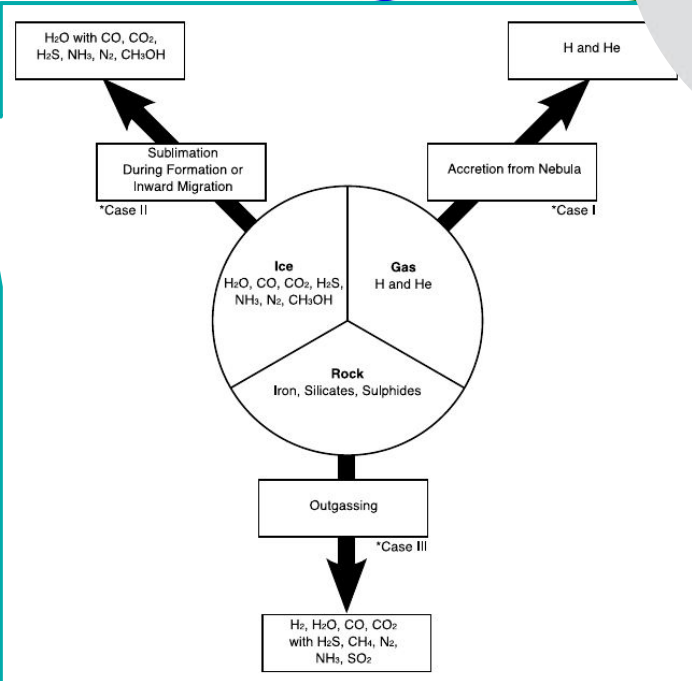 H₂O with CO, CO₂,
H₂S, NH₃, N₂, CH₃OH
H and He
Sublimation
During Formation or
Inward Migration
*Case II
Accretion from Nebula
*Case I
Ice
H₂O, CO, CO₂, H₂S,
NH₃, N₂, CH₃OH
Gas
H and He
Rock
Iron, Silicates, Sulphides
Outgassing
*Case III
H₂, H₂O, CO, CO₂
with H₂S, CH₄, N₂,
NH₃, SO₂